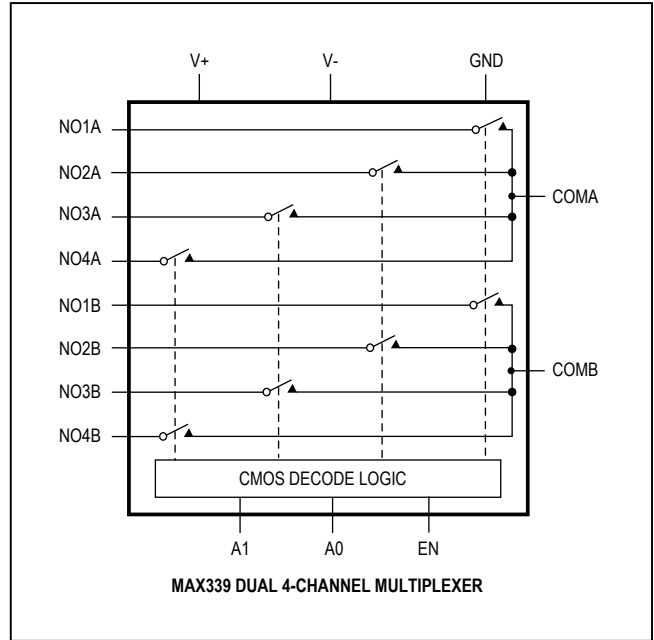 V+ V- GND
NO1A
NO2A
COMA
NO3A
NO4A
NO1B
NO2B
COMB
NO3B
NO4B
CMOS DECODE LOGIC
A1 A0 EN
MAX339 DUAL 4-CHANNEL MULTIPLEXER